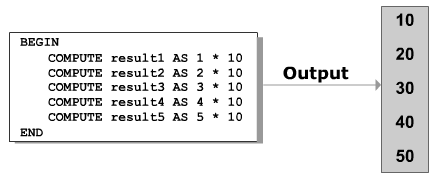 BEGIN
    COMPUTE result1 AS 1 * 10
    COMPUTE result2 AS 2 * 10
    COMPUTE result3 AS 3 * 10
    COMPUTE result4 AS 4 * 10
    COMPUTE result5 AS 5 * 10
END
Output
10
20
30
40
50